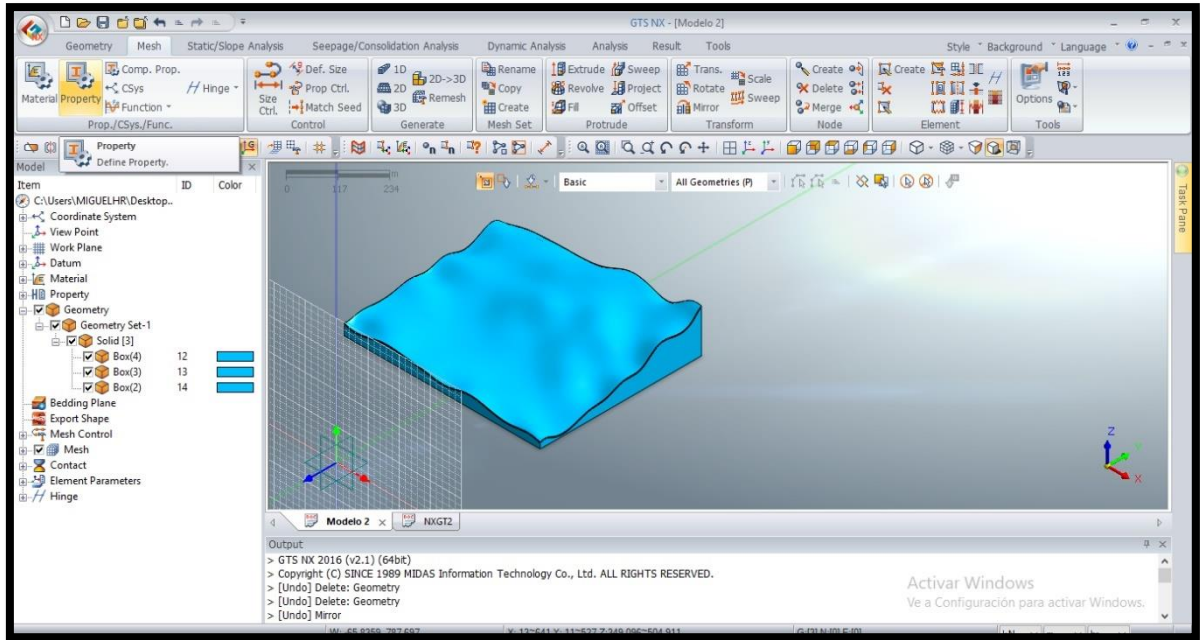 GTS NX - [Modelo 2]
Geometry Mesh Static/Slope Analysis Seepage/Consolidation Analysis Dynamic Analysis Analysis Result Tools Style Background Language
Material Property Comp. Prop. CSys Function Hinge
Prop./CSys./Func.
Size Ctrl. Def. Size Prop Ctrl. Match Seed
Control
1D 2D 3D 2D->3D Remesh
Generate
Rename Copy Create
Mesh Set
Extrude Sweep Revolve Project Fill Offset
Protrude
Trans. Rotate Mirror Scale Sweep
Transform
Create Delete Merge
Node
Create
Element
Options
Tools
Property
Define Property.
Model
Item ID Color
C:\Users\MIGUELHR\Desktop..
Coordinate System
View Point
Work Plane
Datum
Material
Property
Geometry
Geometry Set-1
Solid [3]
Box(4) 12
Box(3) 13
Box(2) 14
Bedding Plane
Export Shape
Mesh Control
Mesh
Contact
Element Parameters
Hinge
m
0 117 234
Basic All Geometries (P)
Task Pane
Z
Y
X
Modelo 2 NXGT2
Output
> GTS NX 2016 (v2.1) (64bit)
> Copyright (C) SINCE 1989 MIDAS Information Technology Co., Ltd. ALL RIGHTS RESERVED.
> [Undo] Delete: Geometry
> [Undo] Delete: Geometry
> [Undo] Mirror
Activar Windows
Ve a Configuración para activar Windows.